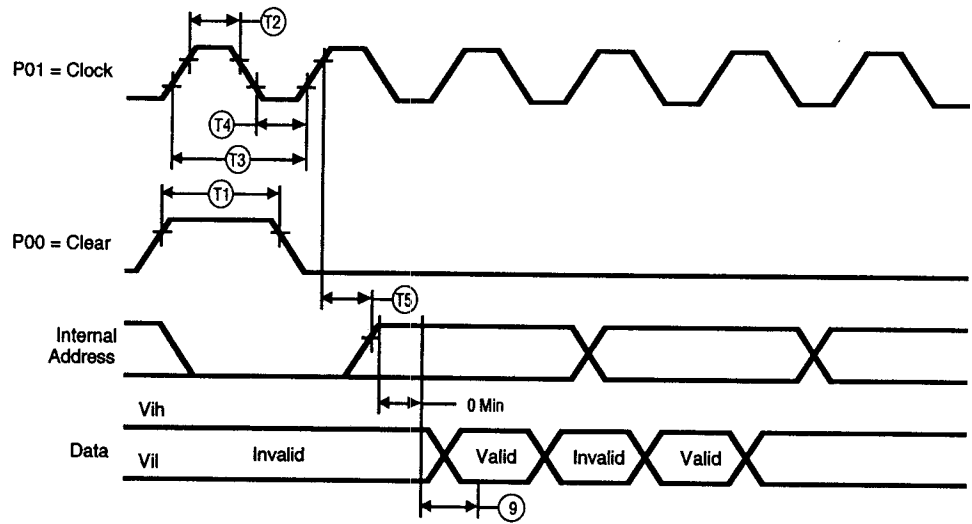 T2
P01 = Clock
T4
T3
T1
P00 = Clear
T5
Internal
Address
0 Min
Vih
Data
Vil
Invalid
Valid
Invalid
Valid
9